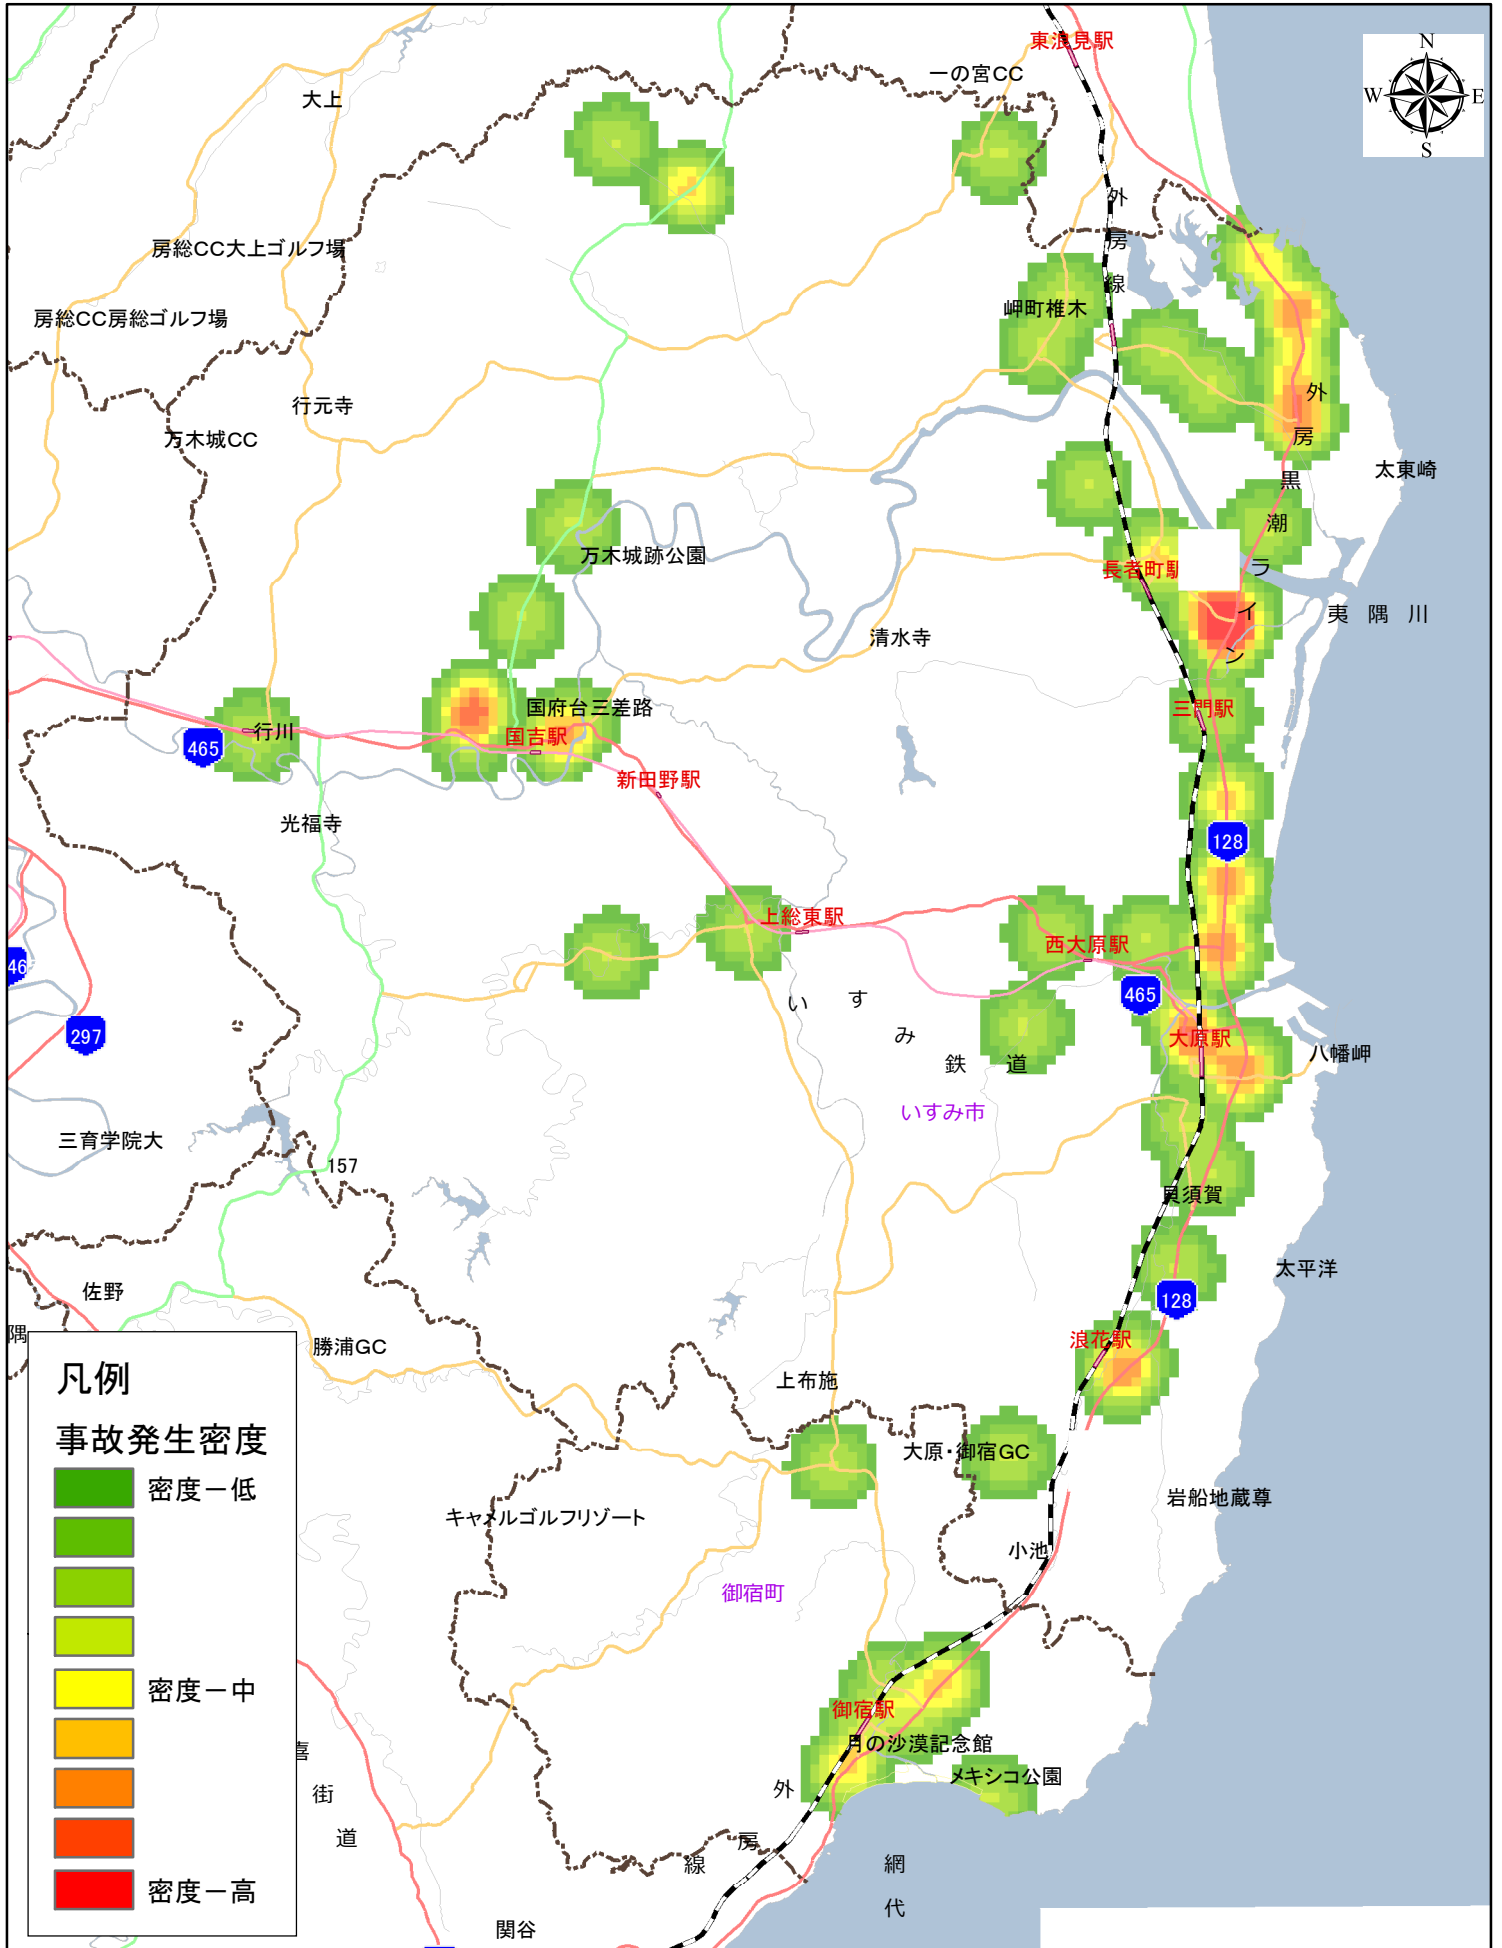 東浪見駅
N
W
E
S
一の宮CC
大上
外
房
線
房総CC大上ゴルフ場
岬町椎木
房総CC房総ゴルフ場
行元寺
万木城CC
外
房
黒
潮
ラ
イ
ン
太東崎
万木城跡公園
長者町駅
夷 隅 川
清水寺
国府台三差路
三門駅
行川
465
国吉駅
新田野駅
光福寺
128
上総東駅
西大原駅
46
465
い
す
み
鉄
道
297
大原駅
八幡岬
いすみ市
三育学院大
157
貝須賀
太平洋
佐野
128
隅
勝浦GC
浪花駅
上布施
大原・御宿GC
岩船地蔵尊
キャメルゴルフリゾート
小池
御宿町
御宿駅
月の沙漠記念館
メキシコ公園
喜
街
道
外
房
線
網
代
関谷
凡例
事故発生密度
密度－低
密度－中
密度－高